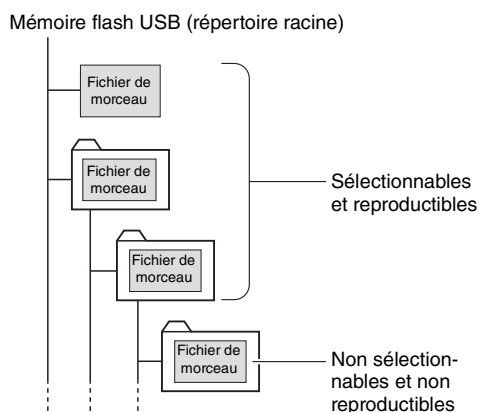 Mémoire flash USB (répertoire racine)
Fichier de
morceau
Fichier de
morceau
Sélectionnables
et reproductibles
Fichier de
morceau
Fichier de
morceau
Non sélection-
nables et non
reproductibles